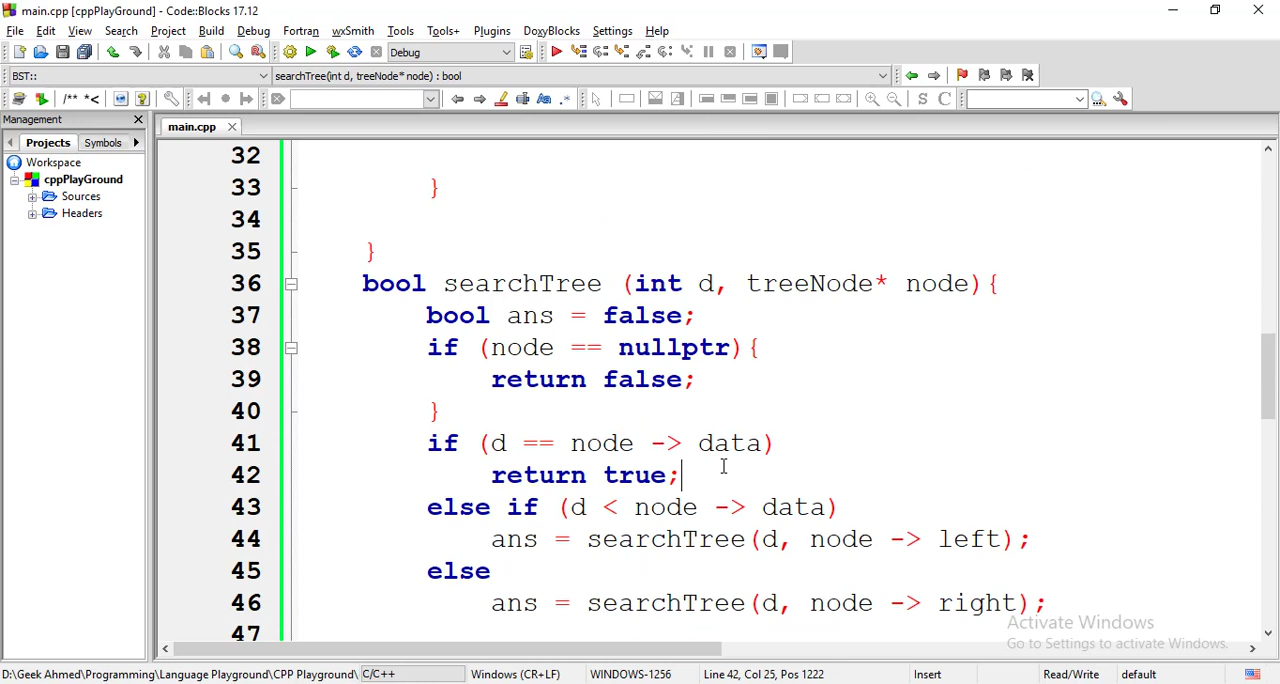 main.cpp [cppPlayGround] - Code::Blocks 17.12
File Edit View Search Project Build Debug Fortran wxSmith Tools Tools+ Plugins DoxyBlocks Settings Help
Debug
BST:: searchTree(int d, treeNode* node) : bool
/** *< S C
Management
main.cpp
Projects Symbols
Workspace
cppPlayGround
Sources
Headers
32
33 }
34
35 }
36 bool searchTree (int d, treeNode* node){
37 bool ans = false;
38 if (node == nullptr){
39 return false;
40 }
41 if (d == node -> data)
42 return true;
43 else if (d < node -> data)
44 ans = searchTree(d, node -> left);
45 else
46 ans = searchTree(d, node -> right);
47
Activate Windows
Go to Settings to activate Windows.
D:\Geek Ahmed\Programming\Language Playground\CPP Playground\ C/C++ Windows (CR+LF) WINDOWS-1256 Line 42, Col 25, Pos 1222 Insert Read/Write default